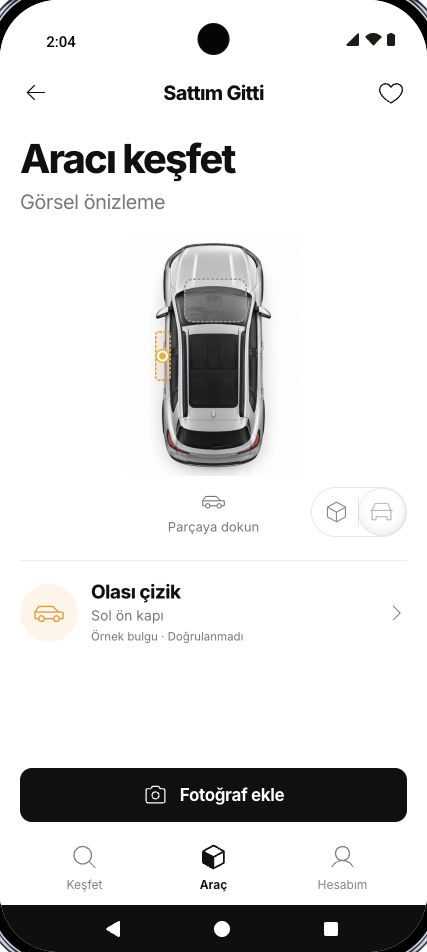 2:04
Sattım Gitti
Aracı keşfet
Görsel önizleme
Parçaya dokun
Olası çizik
Sol ön kapı
Örnek bulgu · Doğrulanmadı
Fotoğraf ekle
Keşfet
Araç
Hesabım